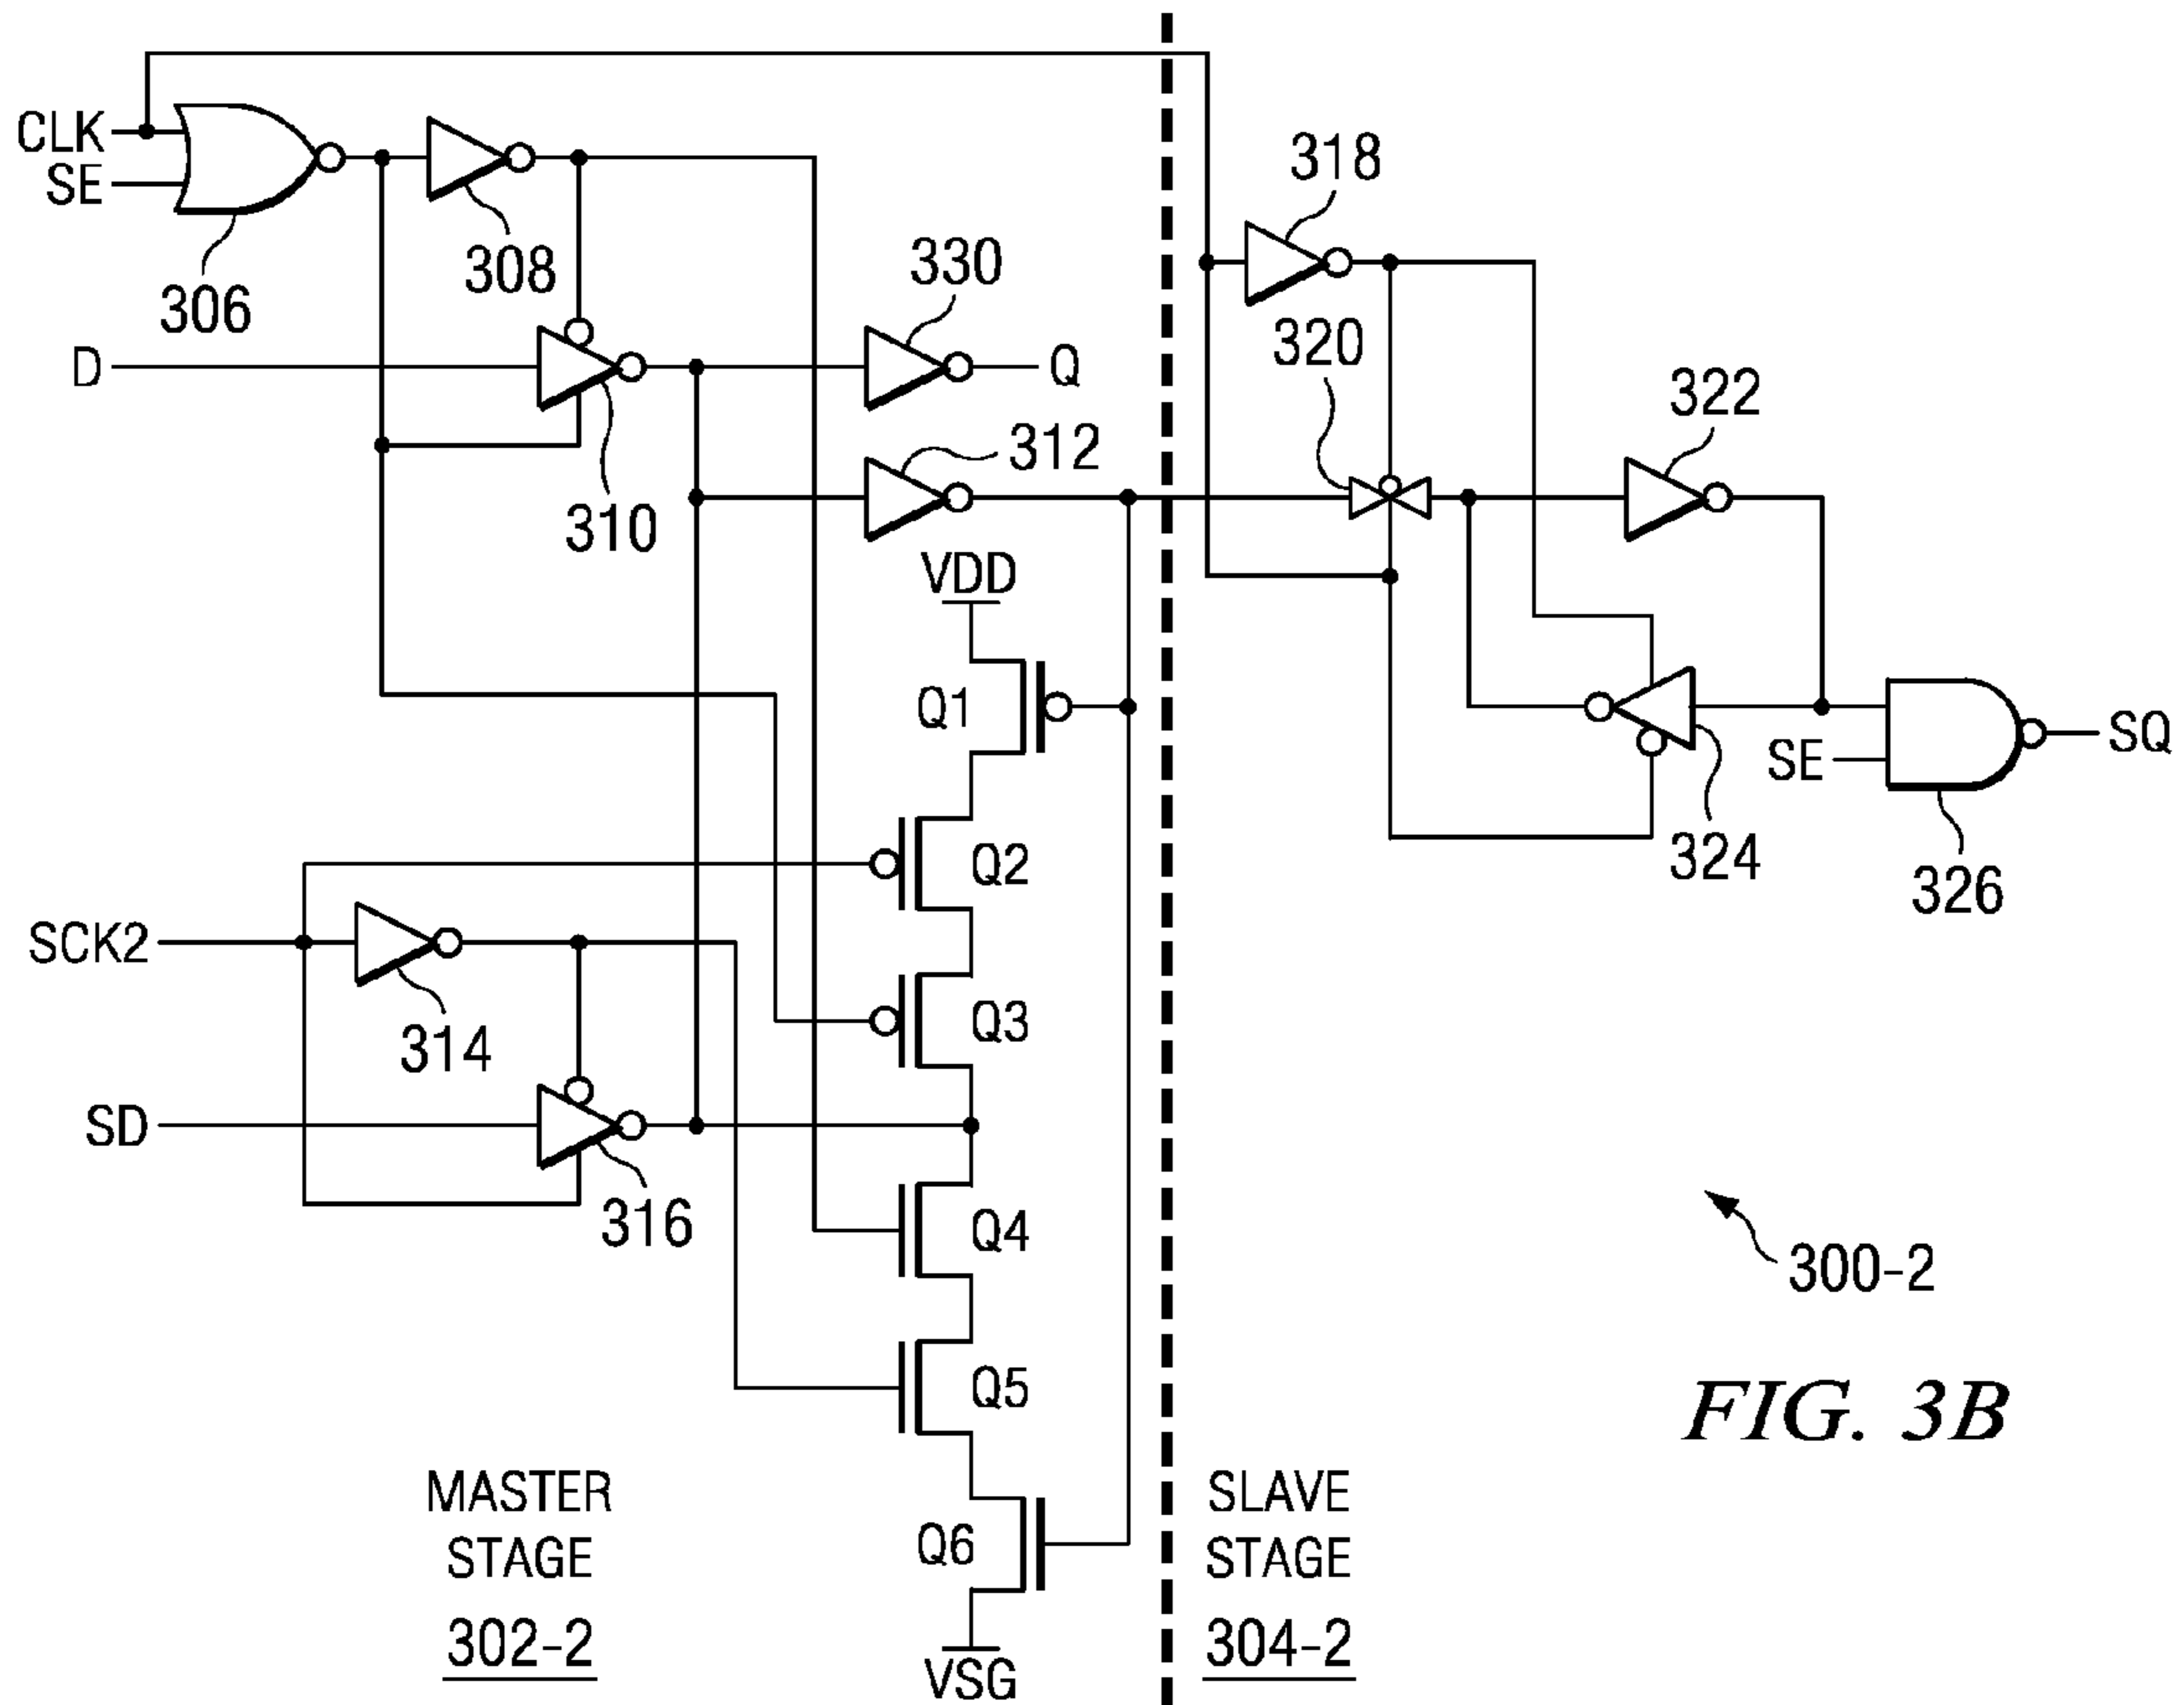 CLK
SE
306
308
D
310
330
Q
312
318
320
322
VDD
Q1
SE
SQ
324
326
Q2
SCK2
314
Q3
SD
316
Q4
300-2
Q5
FIG. 3B
MASTER
STAGE
302-2
Q6
SLAVE
STAGE
304-2
VSG